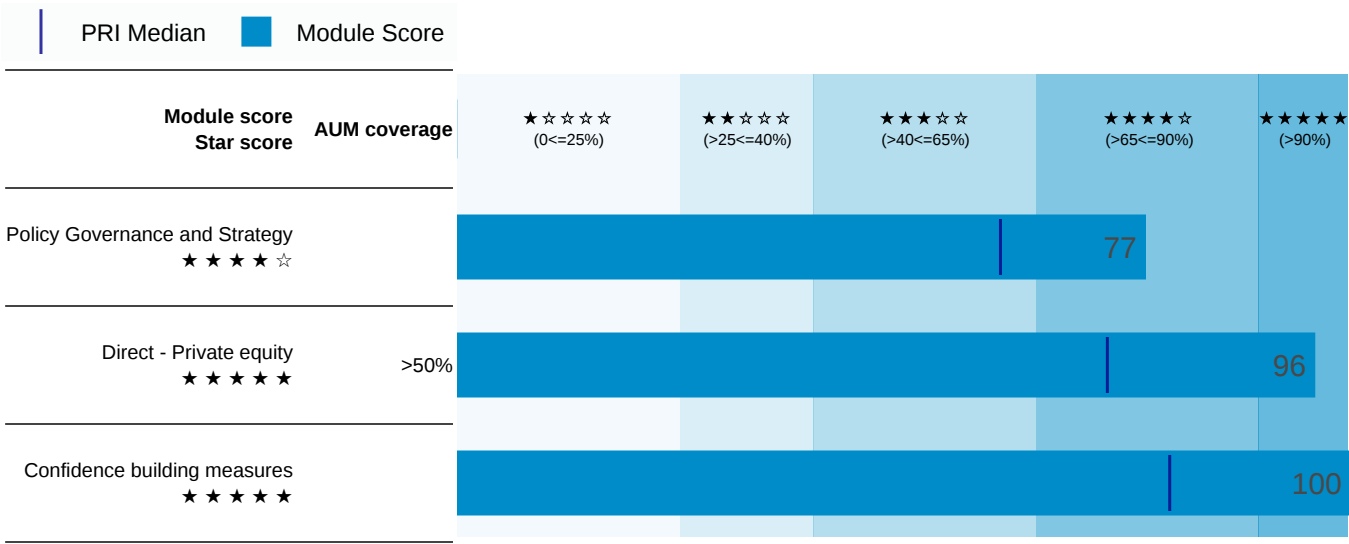 PRI Median Module Score
Module score
Star score
AUM coverage
★☆☆☆☆
(0<=25%)
★★☆☆☆
(>25<=40%)
★★★☆☆
(>40<=65%)
★★★★☆
(>65<=90%)
★★★★★
(>90%)
Policy Governance and Strategy
★★★★☆
77
Direct - Private equity
★★★★★
>50%
96
Confidence building measures
★★★★★
100